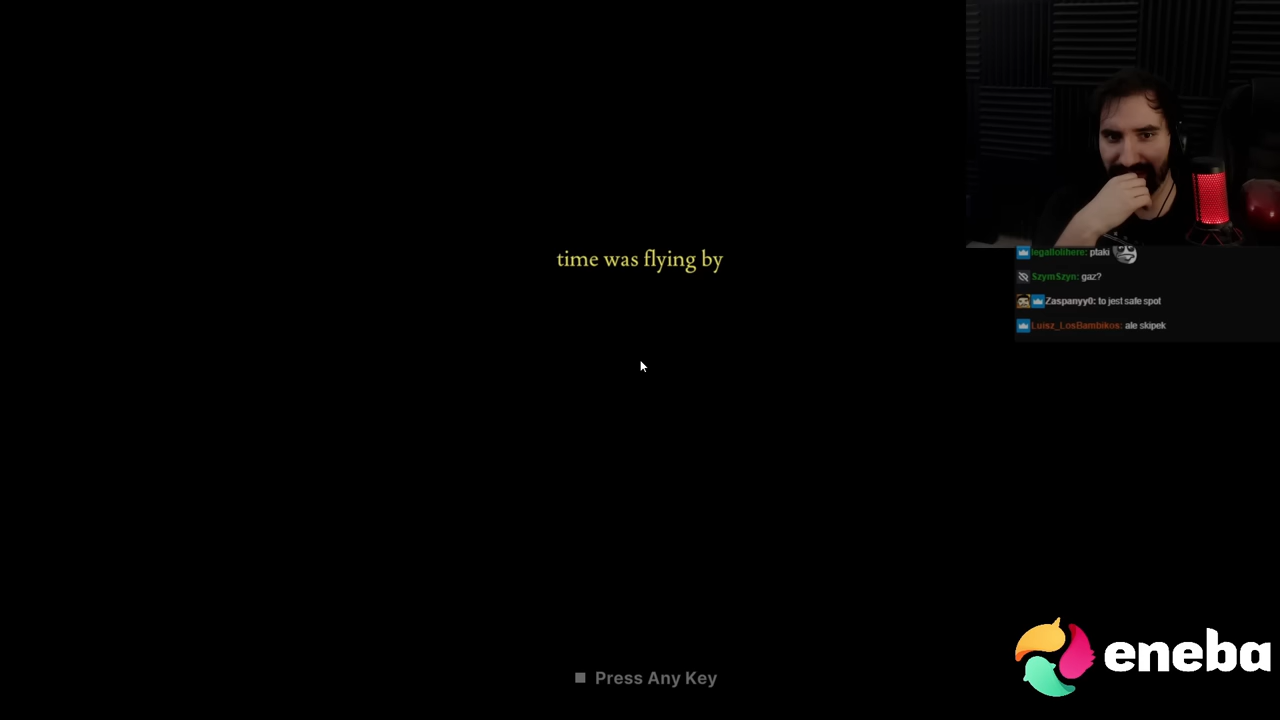 time was flying by
legallolihere: ptaki
SzymSzyn: gaz?
Zaspanyy0: to jest safe spot
Luisz_LosBambikos: ale skipek
Press Any Key
eneba